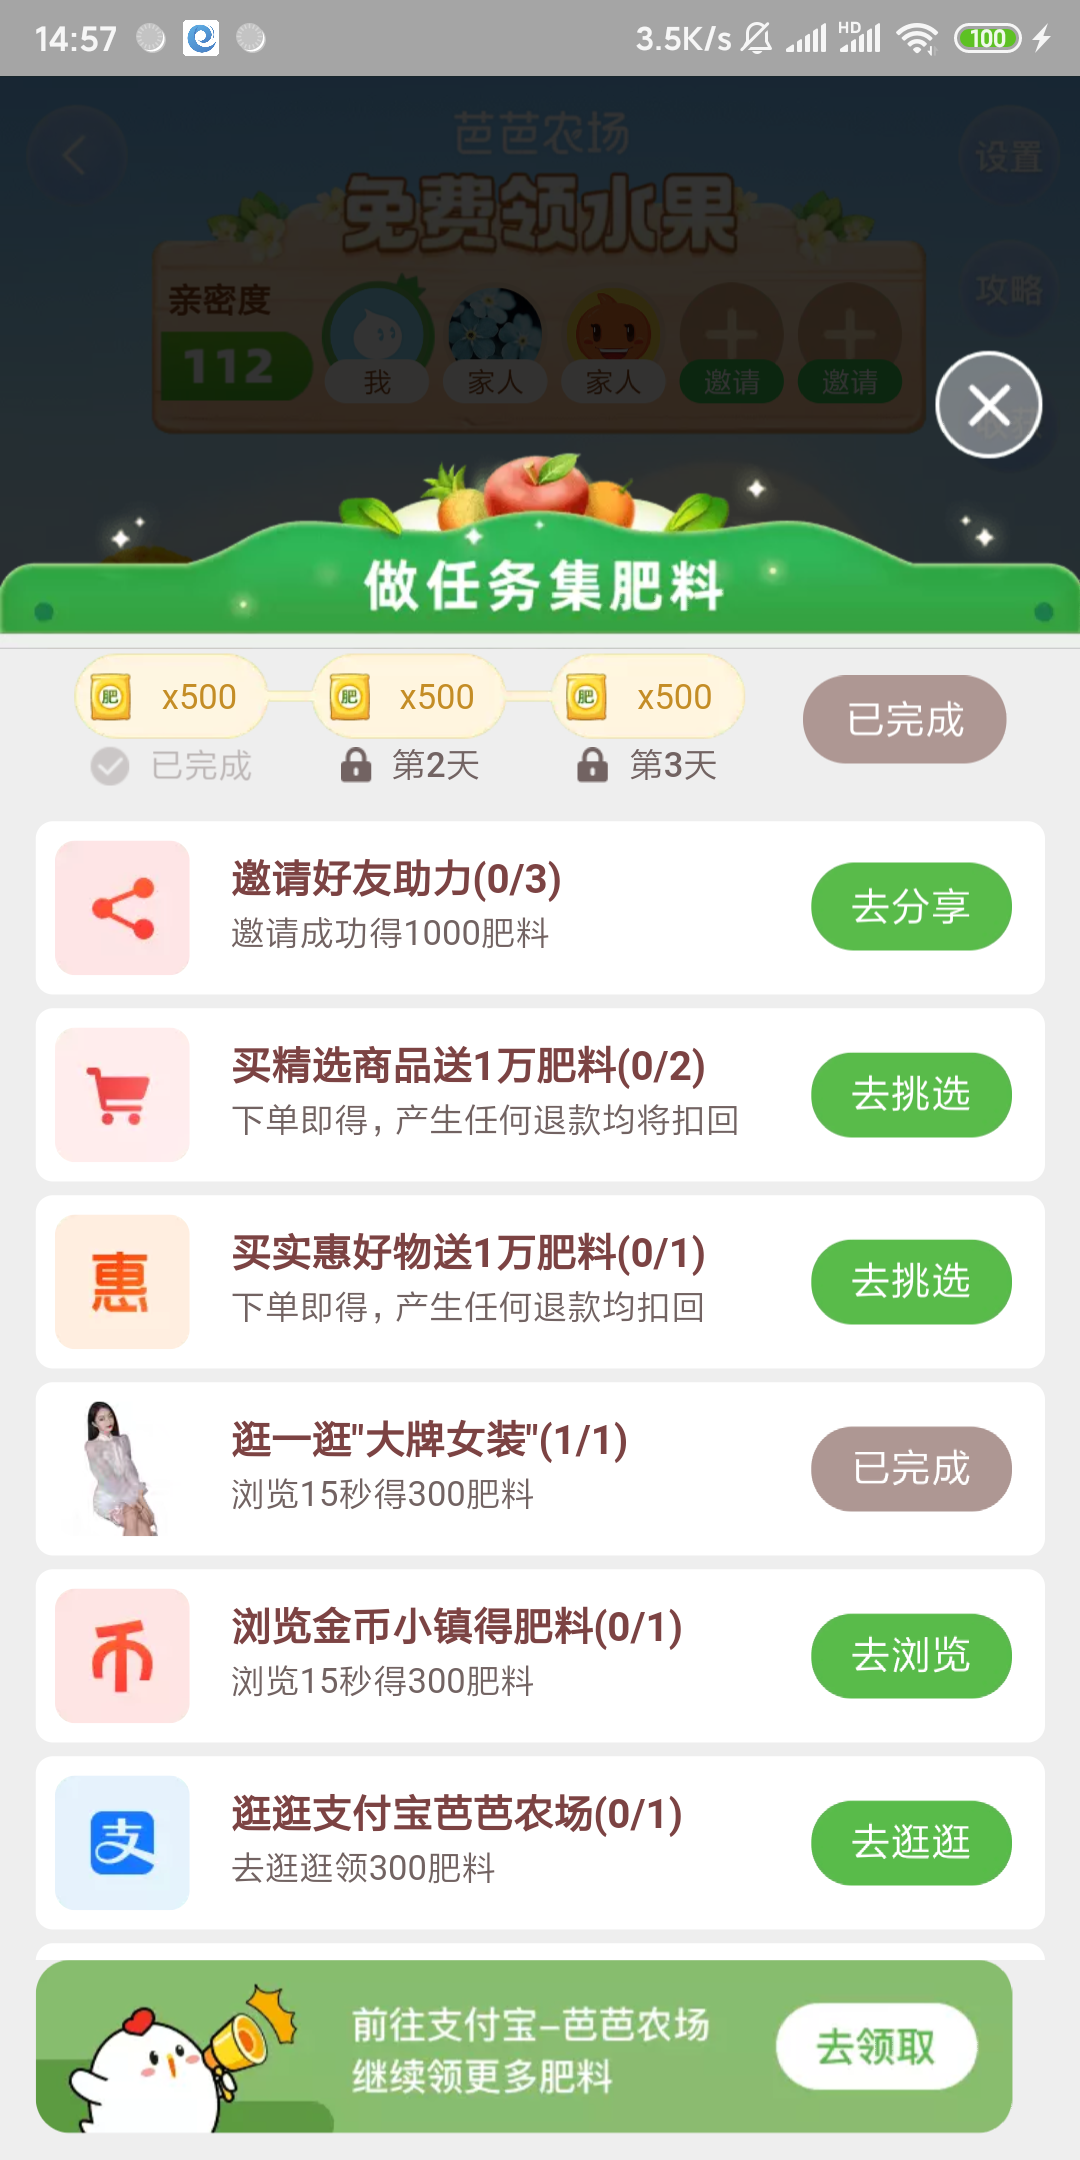 14:57
3.5K/s
HD
100
芭芭农场
设置
免费领水果
攻略
亲密度
112
我
家人
家人
邀请
邀请
做任务集肥料
肥 x500
肥 x500
肥 x500
已完成
已完成
第2天
第3天
邀请好友助力(0/3)
邀请成功得1000肥料
去分享
买精选商品送1万肥料(0/2)
下单即得，产生任何退款均将扣回
去挑选
惠
买实惠好物送1万肥料(0/1)
下单即得，产生任何退款均扣回
去挑选
逛一逛"大牌女装"(1/1)
浏览15秒得300肥料
已完成
币
浏览金币小镇得肥料(0/1)
浏览15秒得300肥料
去浏览
支
逛逛支付宝芭芭农场(0/1)
去逛逛领300肥料
去逛逛
前往支付宝-芭芭农场
继续领更多肥料
去领取